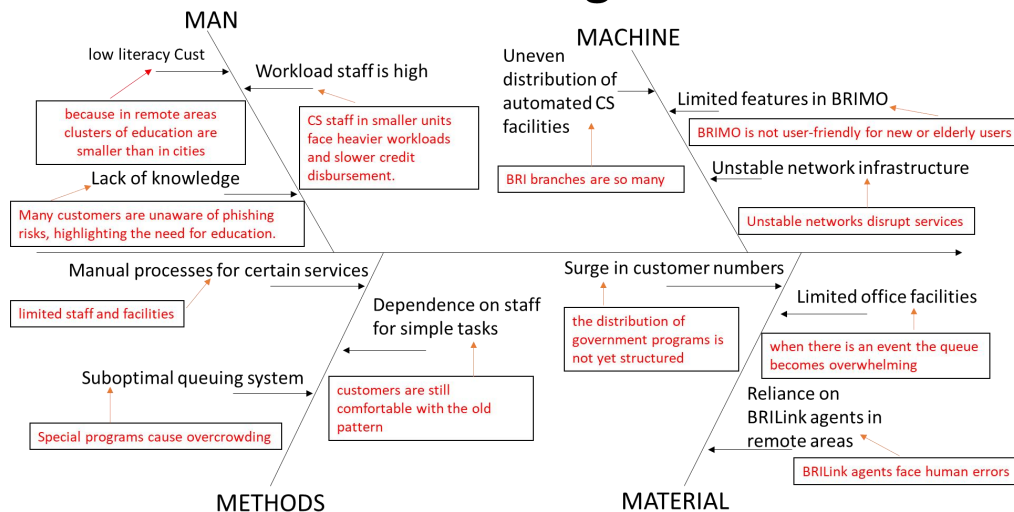 MAN
low literacy Cust
Workload staff is high
because in remote areas
clusters of education are
smaller than in cities
CS staff in smaller units
face heavier workloads
and slower credit
disbursement.
Lack of knowledge
Many customers are unaware of phishing
risks, highlighting the need for education.
MACHINE
Uneven
distribution of
automated CS
facilities
Limited features in BRIMO
BRIMO is not user-friendly for new or elderly users
BRI branches are so many
Unstable network infrastructure
Unstable networks disrupt services
Manual processes for certain services
limited staff and facilities
Dependence on staff
for simple tasks
Suboptimal queuing system
customers are still
comfortable with the old
pattern
Special programs cause overcrowding
METHODS
Surge in customer numbers
the distribution of
government programs is
not yet structured
Limited office facilities
when there is an event the queue
becomes overwhelming
Reliance on
BRILink agents in
remote areas
BRILink agents face human errors
MATERIAL